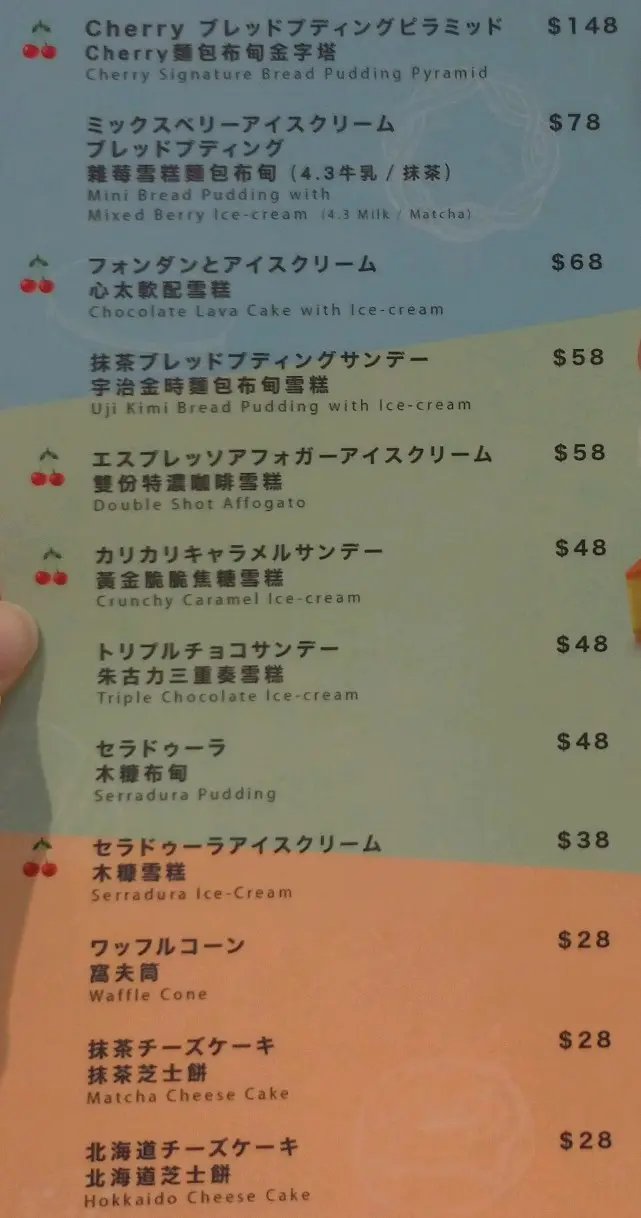 Cherry ブレッドプディングピラミッド $148
Cherry麵包布甸金字塔
Cherry Signature Bread Pudding Pyramid
ミックスベリーアイスクリーム $78
ブレッドプディング
雜莓雪糕麵包布甸（4.3牛乳 / 抹茶）
Mini Bread Pudding with
Mixed Berry Ice-cream (4.3 Milk / Matcha)
フォンダンとアイスクリーム $68
心太軟配雪糕
Chocolate Lava Cake with Ice-cream
抹茶ブレッドプディングサンデー $58
宇治金時麵包布甸雪糕
Uji Kimi Bread Pudding with Ice-cream
エスプレッソアフォガーアイスクリーム $58
雙份特濃咖啡雪糕
Double Shot Affogato
カリカリキャラメルサンデー $48
黃金脆脆焦糖雪糕
Crunchy Caramel Ice-cream
トリプルチョコサンデー $48
朱古力三重奏雪糕
Triple Chocolate Ice-cream
セラドゥーラ $48
木糠布甸
Serradura Pudding
セラドゥーラアイスクリーム $38
木糠雪糕
Serradura Ice-Cream
ワッフルコーン $28
窩夫筒
Waffle Cone
抹茶チーズケーキ $28
抹茶芝士餅
Matcha Cheese Cake
北海道チーズケーキ $28
北海道芝士餅
Hokkaido Cheese Cake